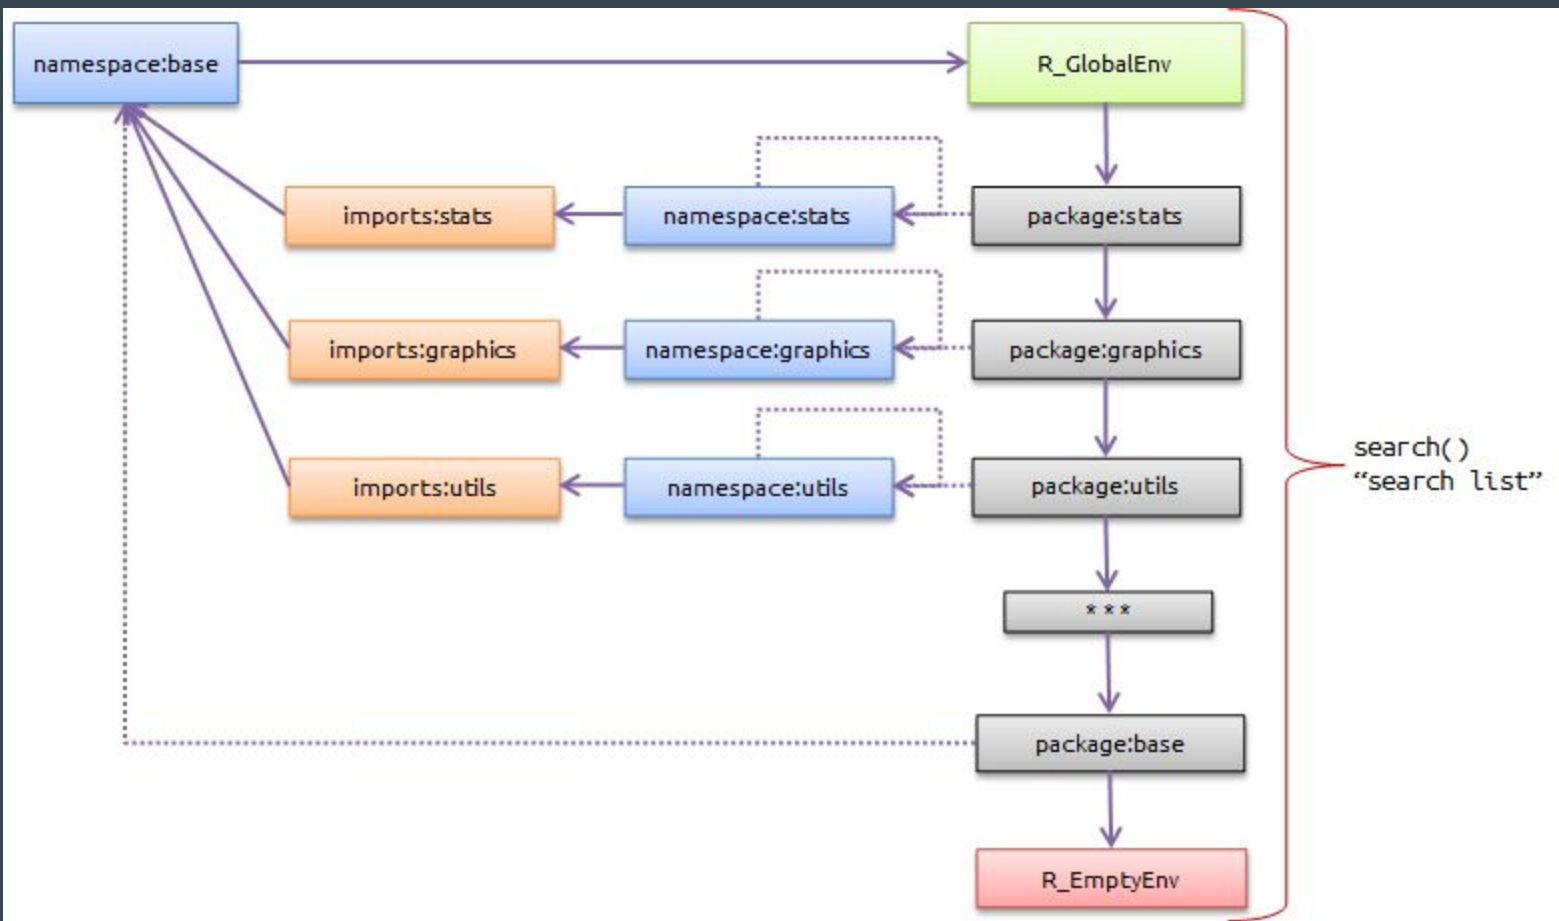 namespace:base
R_GlobalEnv
imports:stats
namespace:stats
package:stats
imports:graphics
namespace:graphics
package:graphics
search()
“search list”
imports:utils
namespace:utils
package:utils
***
package:base
R_EmptyEnv